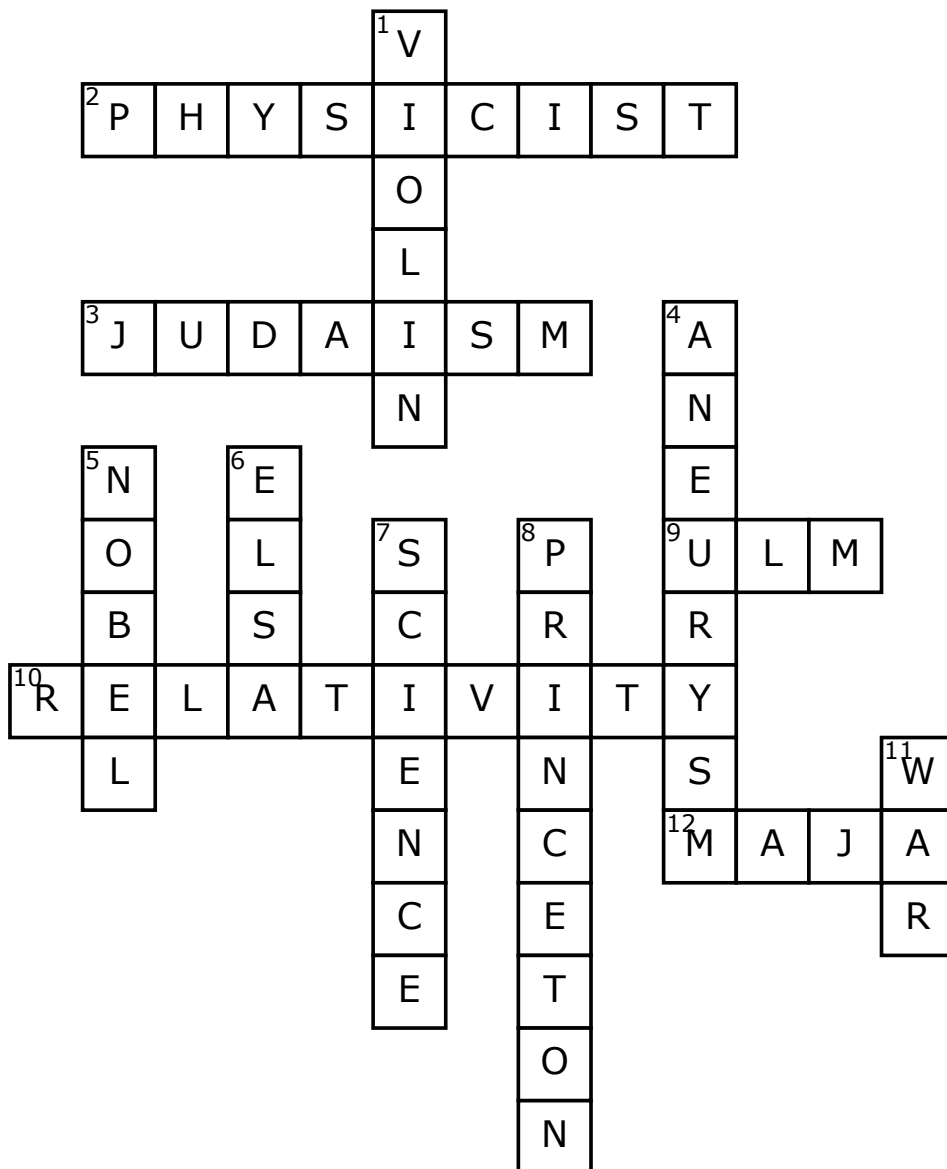 1 V
2 P H Y S I C I S T
O
L
3 J U D A I S M 4 A
N N
5 N 6 E E
O L 7 S 8 P 9 U L M
B S C R R
10 R E L A T I V I T Y
L E N S 11 W
N C 12 M A J A
C E R
E T
O
N